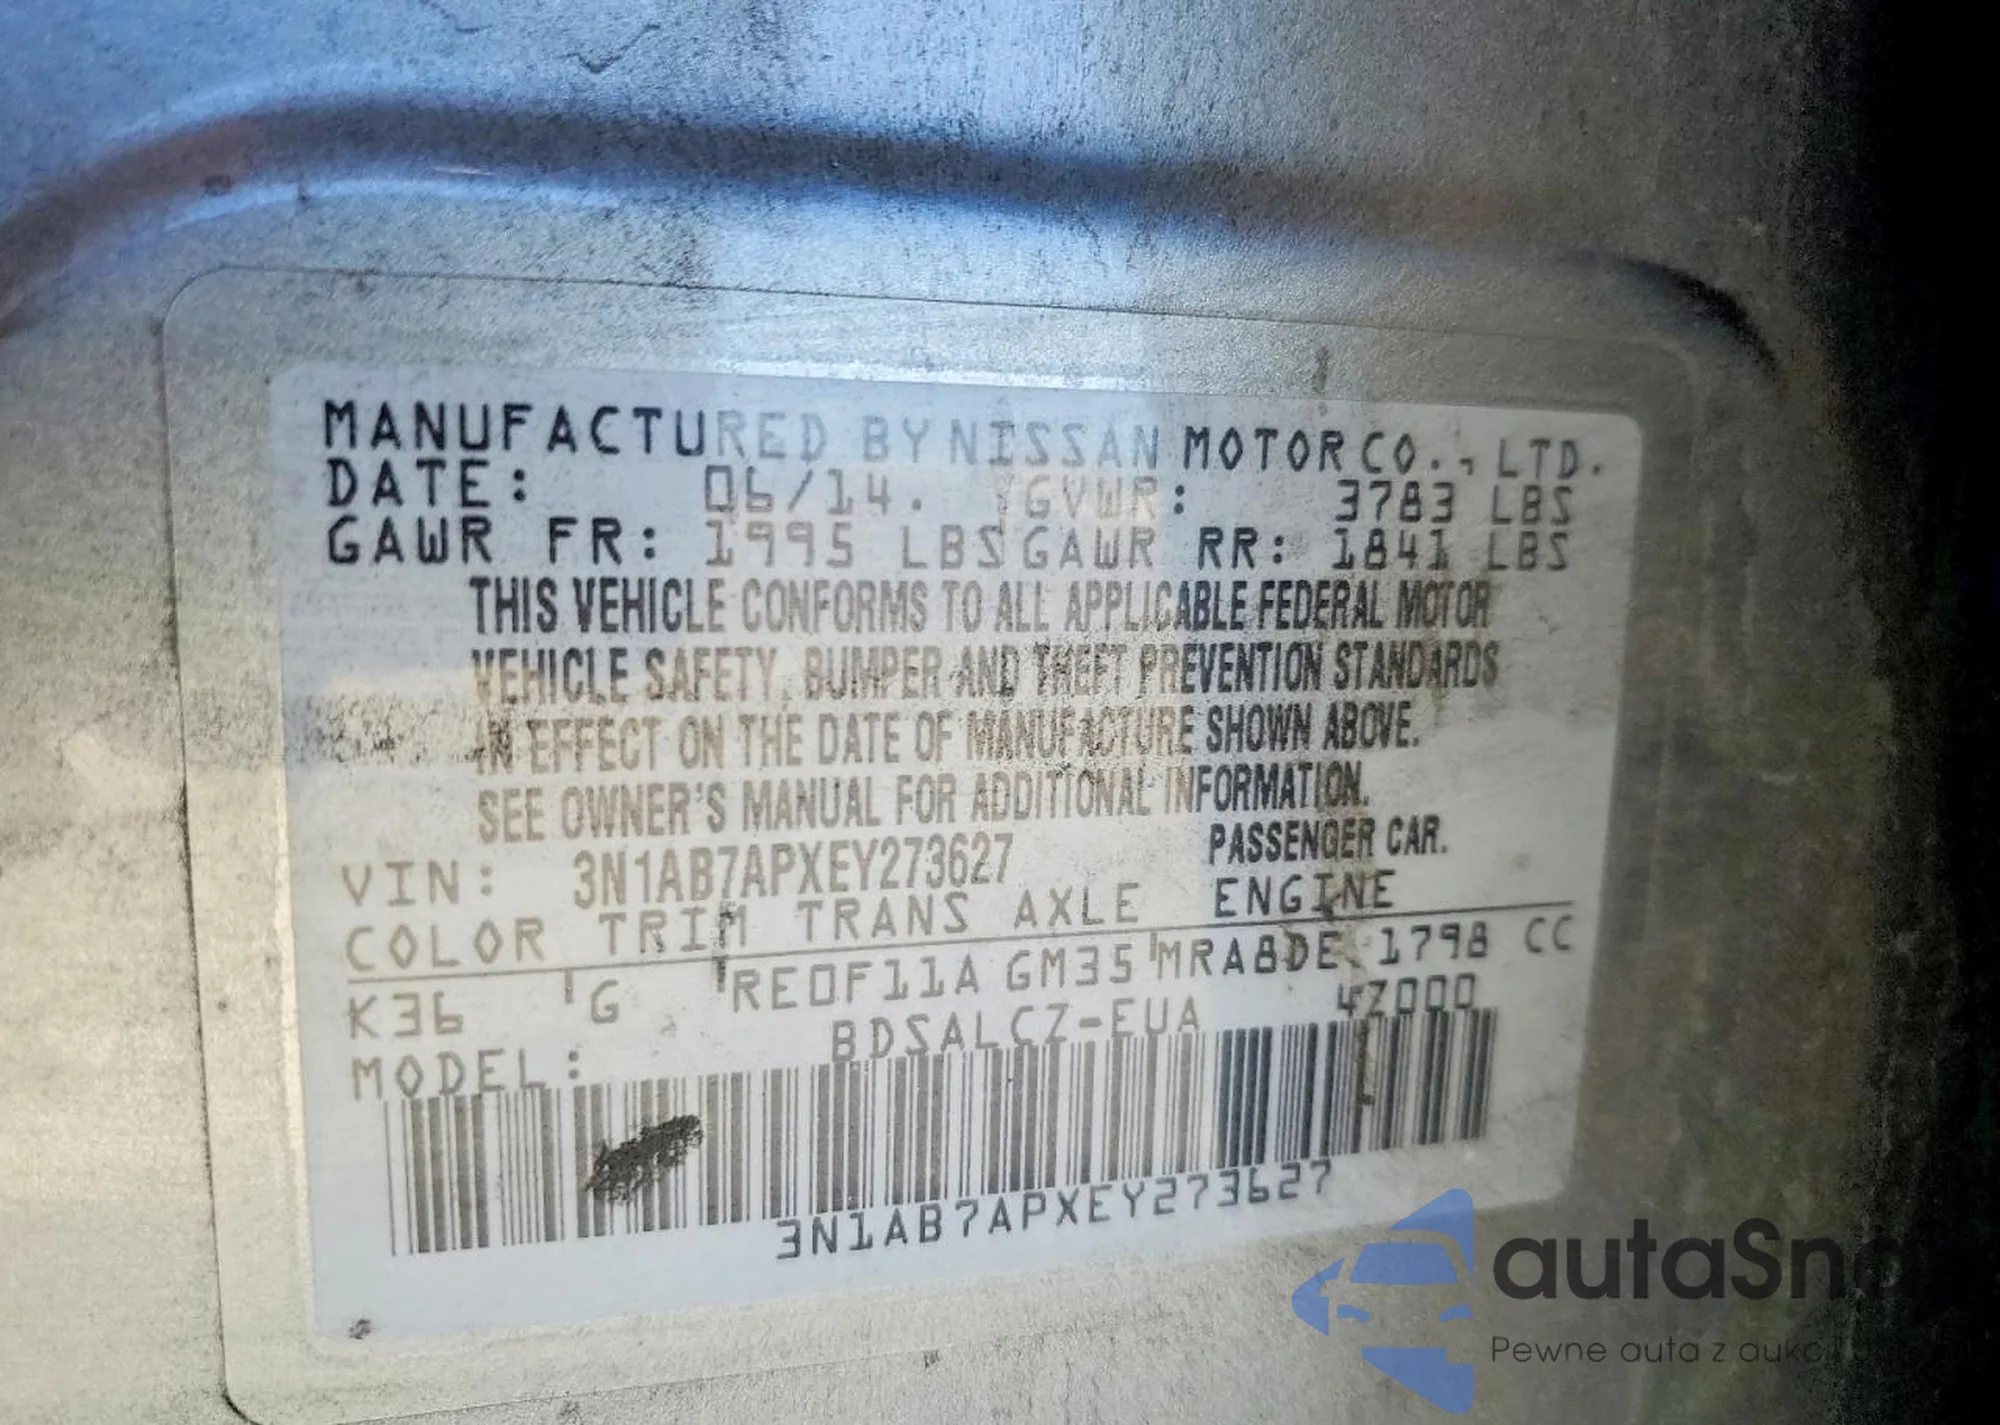 MANUFACTURED BY NISSAN MOTOR CO., LTD.
DATE: 06/14. GVWR: 3783 LBS
GAWR FR: 1995 LBS GAWR RR: 1841 LBS
THIS VEHICLE CONFORMS TO ALL APPLICABLE FEDERAL MOTOR
VEHICLE SAFETY, BUMPER AND THEFT PREVENTION STANDARDS
IN EFFECT ON THE DATE OF MANUFACTURE SHOWN ABOVE.
SEE OWNER'S MANUAL FOR ADDITIONAL INFORMATION.
VIN: 3N1AB7APXEY273627 PASSENGER CAR.
COLOR TRIM TRANS AXLE ENGINE
K36 G RE0F11A GM35 MRA8DE 1798 CC
MODEL: BDSALCZ-EUA 4Z000
3N1AB7APXEY273627
autaSn
Pewne auta z aukc